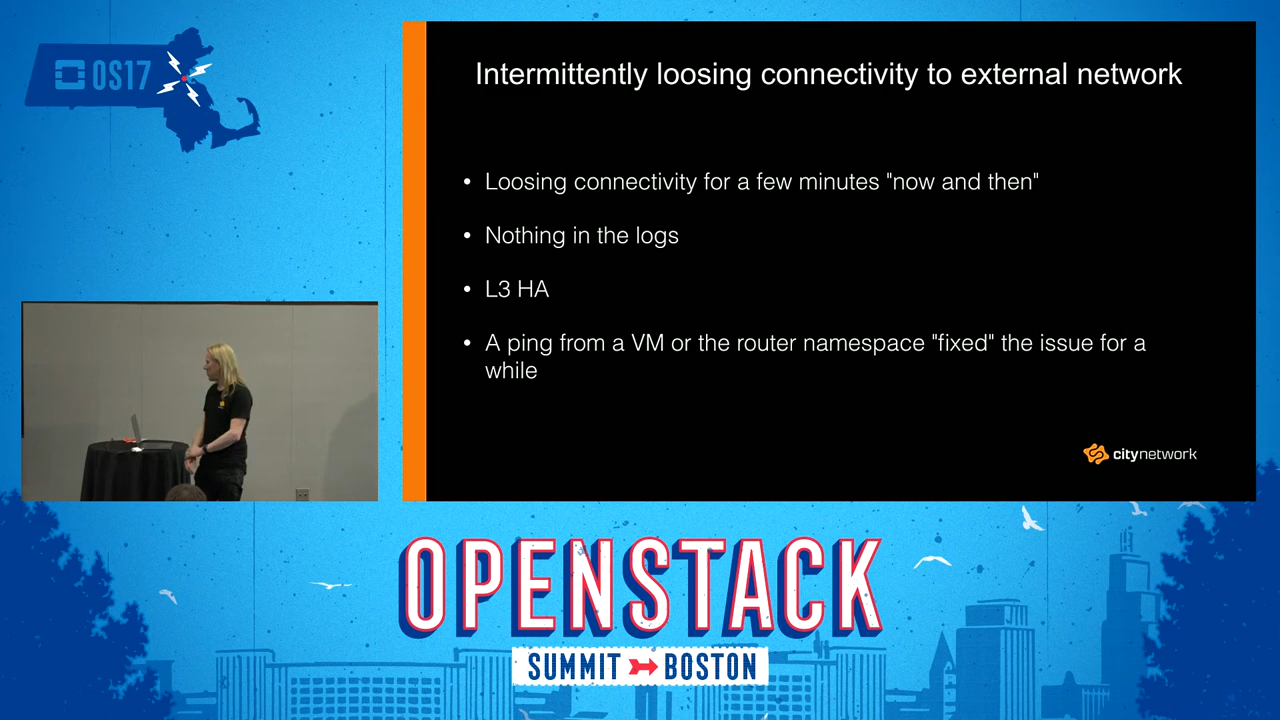 OS17
Intermittently loosing connectivity to external network
• Loosing connectivity for a few minutes "now and then"
• Nothing in the logs
• L3 HA
• A ping from a VM or the router namespace "fixed" the issue for a
while
citynetwork
OPENSTACK
SUMMIT BOSTON